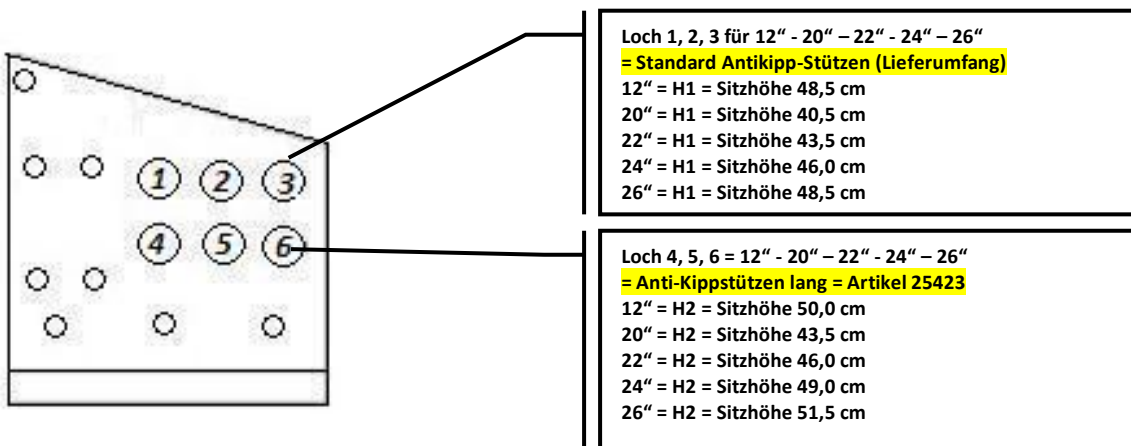 Loch 1, 2, 3 für 12“ - 20“ – 22“ - 24“ – 26“
= Standard Antikipp-Stützen (Lieferumfang)
12“ = H1 = Sitzhöhe 48,5 cm
20“ = H1 = Sitzhöhe 40,5 cm
22“ = H1 = Sitzhöhe 43,5 cm
24“ = H1 = Sitzhöhe 46,0 cm
26“ = H1 = Sitzhöhe 48,5 cm
1 2 3
4 5 6
Loch 4, 5, 6 = 12“ - 20“ – 22“ - 24“ – 26“
= Anti-Kippstützen lang = Artikel 25423
12“ = H2 = Sitzhöhe 50,0 cm
20“ = H2 = Sitzhöhe 43,5 cm
22“ = H2 = Sitzhöhe 46,0 cm
24“ = H2 = Sitzhöhe 49,0 cm
26“ = H2 = Sitzhöhe 51,5 cm